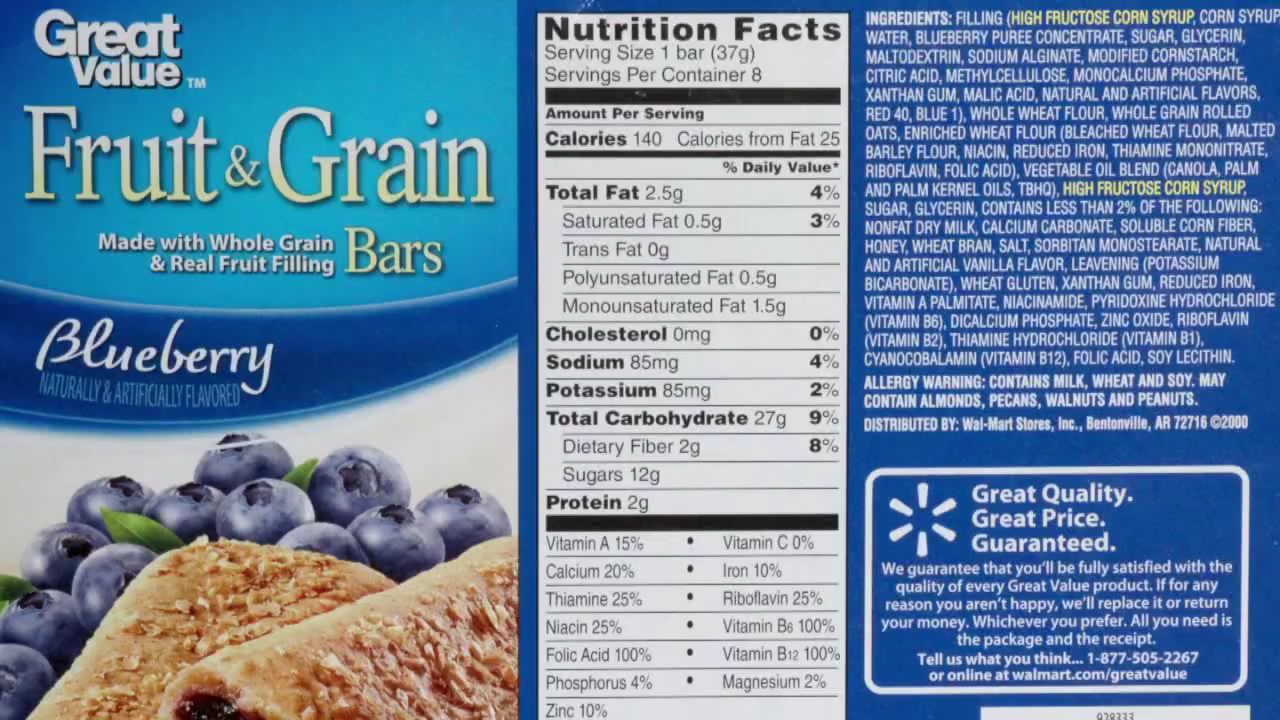 Great
Value™
Fruit & Grain
Made with Whole Grain
& Real Fruit Filling
Bars
Blueberry
NATURALLY & ARTIFICIALLY FLAVORED
Nutrition Facts
Serving Size 1 bar (37g)
Servings Per Container 8
Amount Per Serving
Calories 140 Calories from Fat 25
% Daily Value*
Total Fat 2.5g 4%
Saturated Fat 0.5g 3%
Trans Fat 0g
Polyunsaturated Fat 0.5g
Monounsaturated Fat 1.5g
Cholesterol 0mg 0%
Sodium 85mg 4%
Potassium 85mg 2%
Total Carbohydrate 27g 9%
Dietary Fiber 2g 8%
Sugars 12g
Protein 2g
Vitamin A 15% • Vitamin C 0%
Calcium 20% • Iron 10%
Thiamine 25% • Riboflavin 25%
Niacin 25% • Vitamin B6 100%
Folic Acid 100% • Vitamin B12 100%
Phosphorus 4% • Magnesium 2%
Zinc 10%
INGREDIENTS: FILLING (HIGH FRUCTOSE CORN SYRUP, CORN SYRUP
WATER, BLUEBERRY PUREE CONCENTRATE, SUGAR, GLYCERIN,
MALTODEXTRIN, SODIUM ALGINATE, MODIFIED CORNSTARCH,
CITRIC ACID, METHYLCELLULOSE, MONOCALCIUM PHOSPHATE,
XANTHAN GUM, MALIC ACID, NATURAL AND ARTIFICIAL FLAVORS,
RED 40, BLUE 1), WHOLE WHEAT FLOUR, WHOLE GRAIN ROLLED
OATS, ENRICHED WHEAT FLOUR (BLEACHED WHEAT FLOUR, MALTED
BARLEY FLOUR, NIACIN, REDUCED IRON, THIAMINE MONONITRATE,
RIBOFLAVIN, FOLIC ACID), VEGETABLE OIL BLEND (CANOLA, PALM
AND PALM KERNEL OILS, TBHQ), HIGH FRUCTOSE CORN SYRUP,
SUGAR, GLYCERIN, CONTAINS LESS THAN 2% OF THE FOLLOWING:
NONFAT DRY MILK, CALCIUM CARBONATE, SOLUBLE CORN FIBER,
HONEY, WHEAT BRAN, SALT, SORBITAN MONOSTEARATE, NATURAL
AND ARTIFICIAL VANILLA FLAVOR, LEAVENING (POTASSIUM
BICARBONATE), WHEAT GLUTEN, XANTHAN GUM, REDUCED IRON,
VITAMIN A PALMITATE, NIACINAMIDE, PYRIDOXINE HYDROCHLORIDE
(VITAMIN B6), DICALCIUM PHOSPHATE, ZINC OXIDE, RIBOFLAVIN
(VITAMIN B2), THIAMINE HYDROCHLORIDE (VITAMIN B1),
CYANOCOBALAMIN (VITAMIN B12), FOLIC ACID, SOY LECITHIN.
ALLERGY WARNING: CONTAINS MILK, WHEAT AND SOY. MAY
CONTAIN ALMONDS, PECANS, WALNUTS AND PEANUTS.
DISTRIBUTED BY: Wal-Mart Stores, Inc., Bentonville, AR 72716 ©2000
Great Quality.
Great Price.
Guaranteed.
We guarantee that you'll be fully satisfied with the
quality of every Great Value product. If for any
reason you aren't happy, we'll replace it or return
your money. Whichever you prefer. All you need is
the package and the receipt.
Tell us what you think... 1-877-505-2267
or online at walmart.com/greatvalue